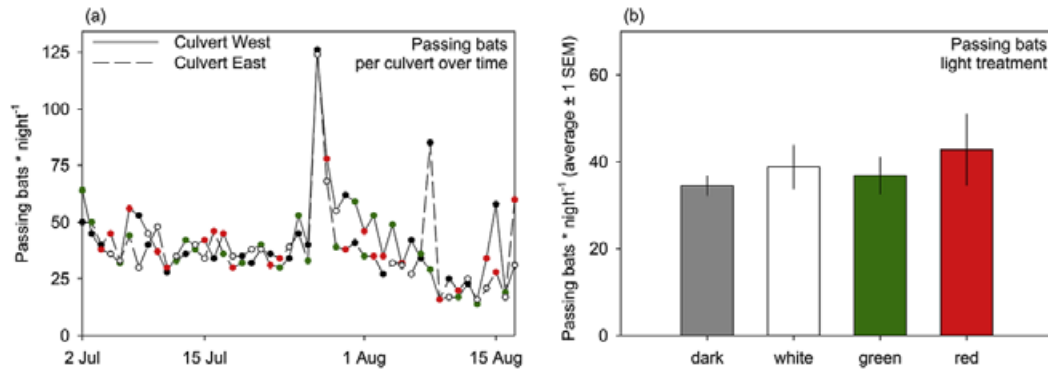 (a)
Culvert West
Culvert East
Passing bats
per culvert over time
Passing bats * night⁻¹
125
100
75
50
25
0
2 Jul
15 Jul
1 Aug
15 Aug
(b)
Passing bats
light treatment
Passing bats * night⁻¹ (average ± 1 SEM)
60
40
20
0
dark
white
green
red